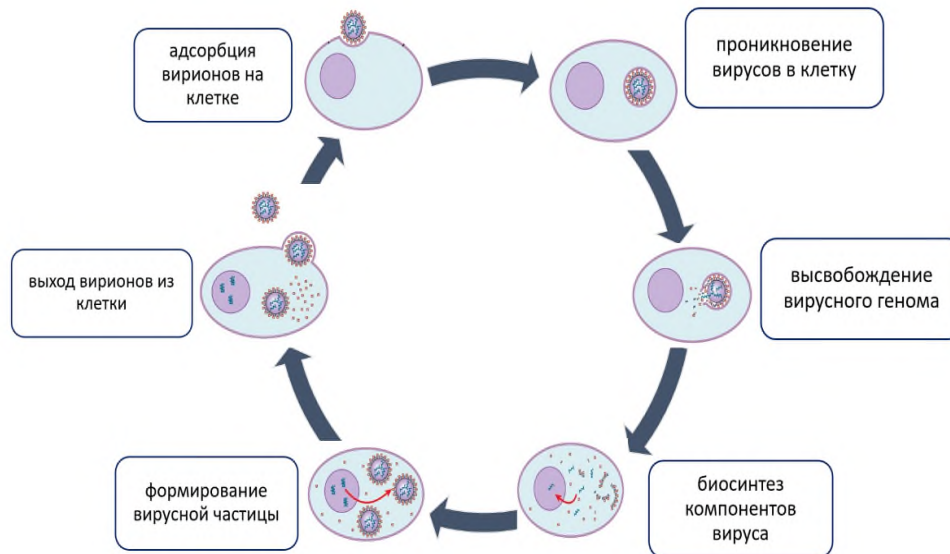 адсорбция
вирионов на
клетке
проникновение
вирусов в клетку
высвобождение
вирусного генома
биосинтез
компонентов
вируса
формирование
вирусной частицы
выход вирионов из
клетки